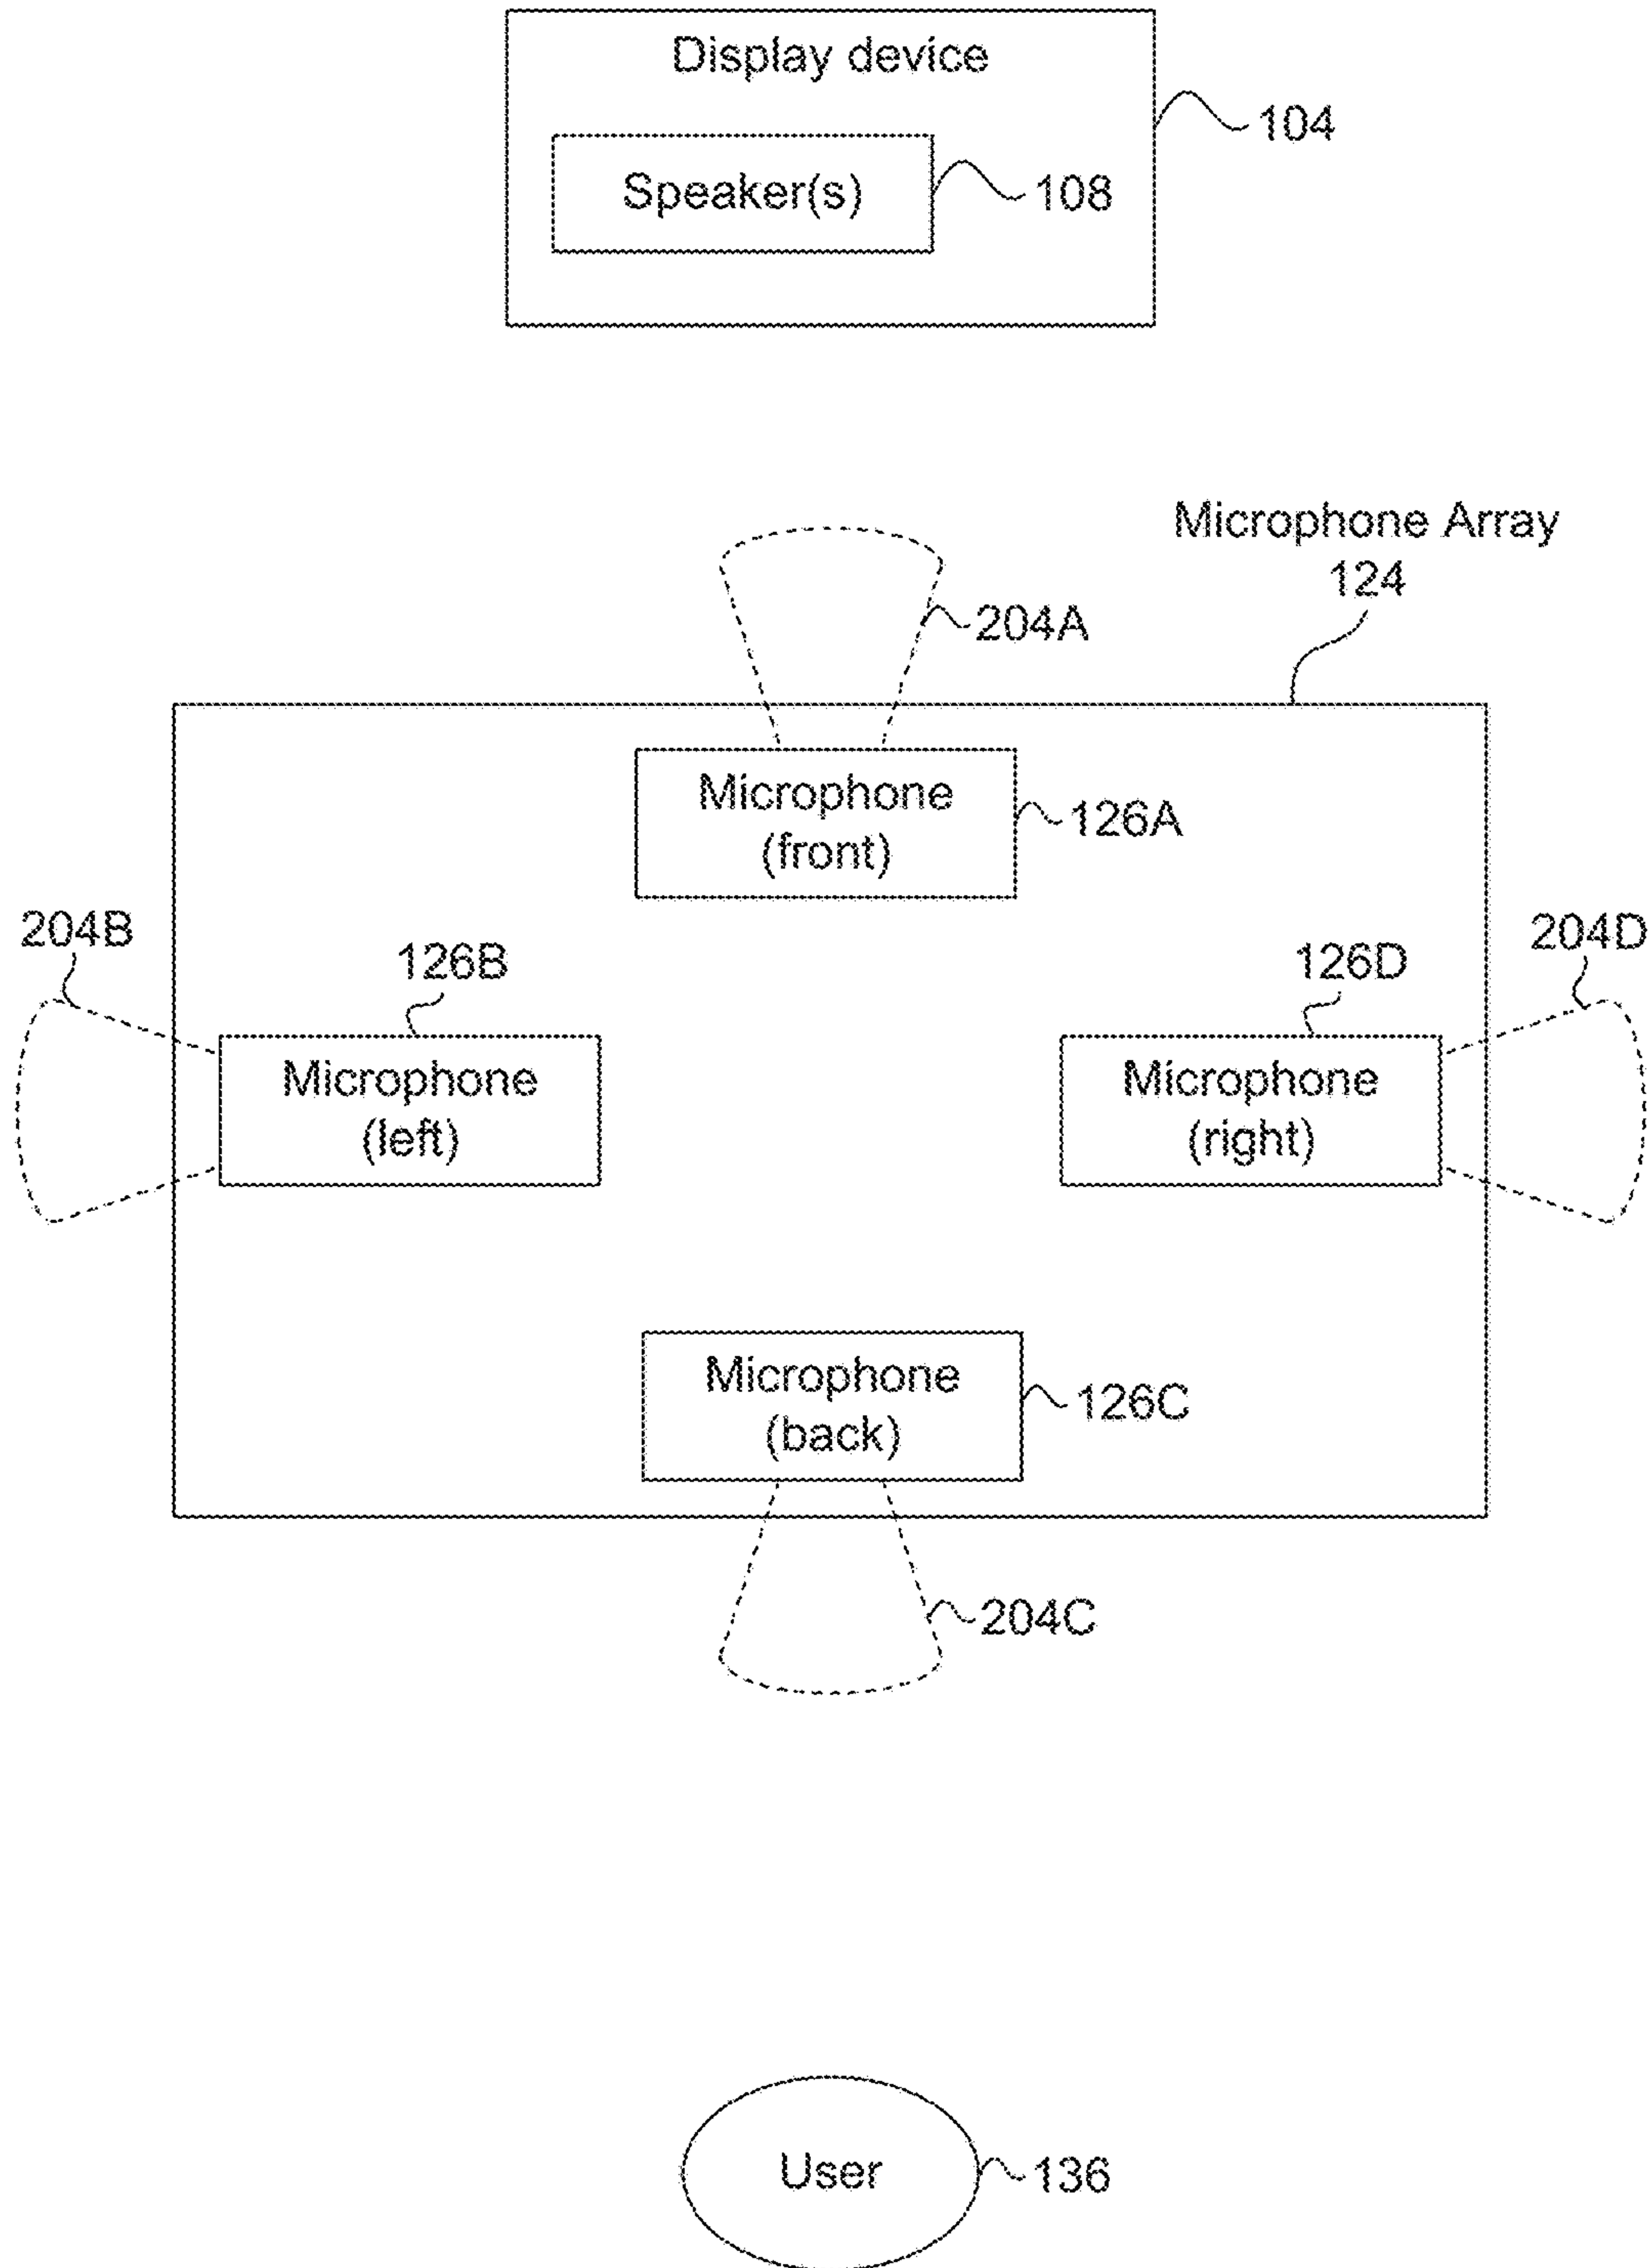 Display device
104
Speaker(s)
108
Microphone Array
124
204A
Microphone
(front)
126A
204B
126B
126D
204D
Microphone
(left)
Microphone
(right)
Microphone
(back)
126C
204C
User
136